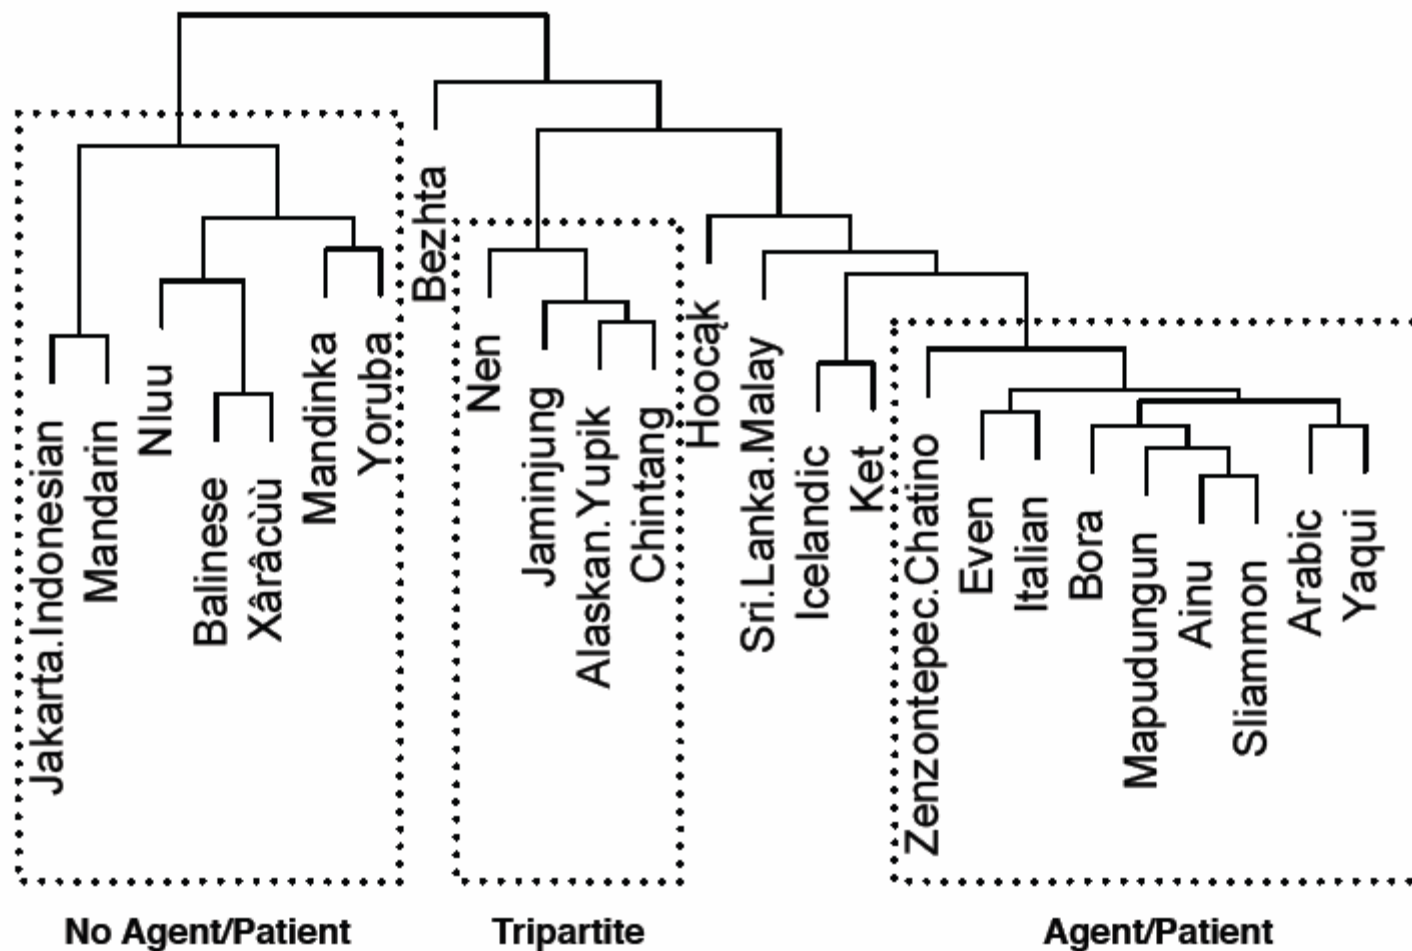 Jakarta.Indonesian
Mandarin
Nluu
Balinese
Xârâcùù
Mandinka
Yoruba
Bezhta
Nen
Jaminjung
Alaskan.Yupik
Chintang
Hoocąk
Sri.Lanka.Malay
Icelandic
Ket
Zenzontepec.Chatino
Even
Italian
Bora
Mapudungun
Ainu
Sliammon
Arabic
Yaqui
No Agent/Patient
Tripartite
Agent/Patient